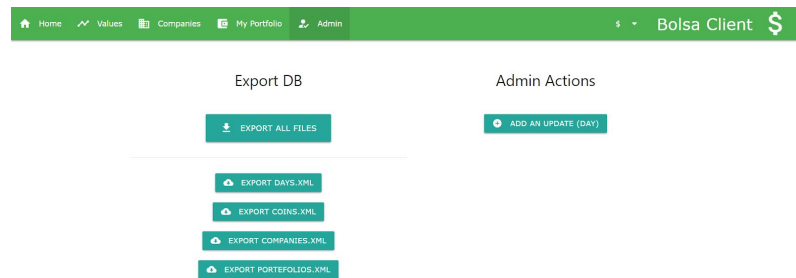 Home Values Companies My Portfolio Admin $ Bolsa Client $
Export DB
EXPORT ALL FILES
EXPORT DAYS.XML
EXPORT COINS.XML
EXPORT COMPANIES.XML
EXPORT PORTEFOLIOS.XML
Admin Actions
ADD AN UPDATE (DAY)